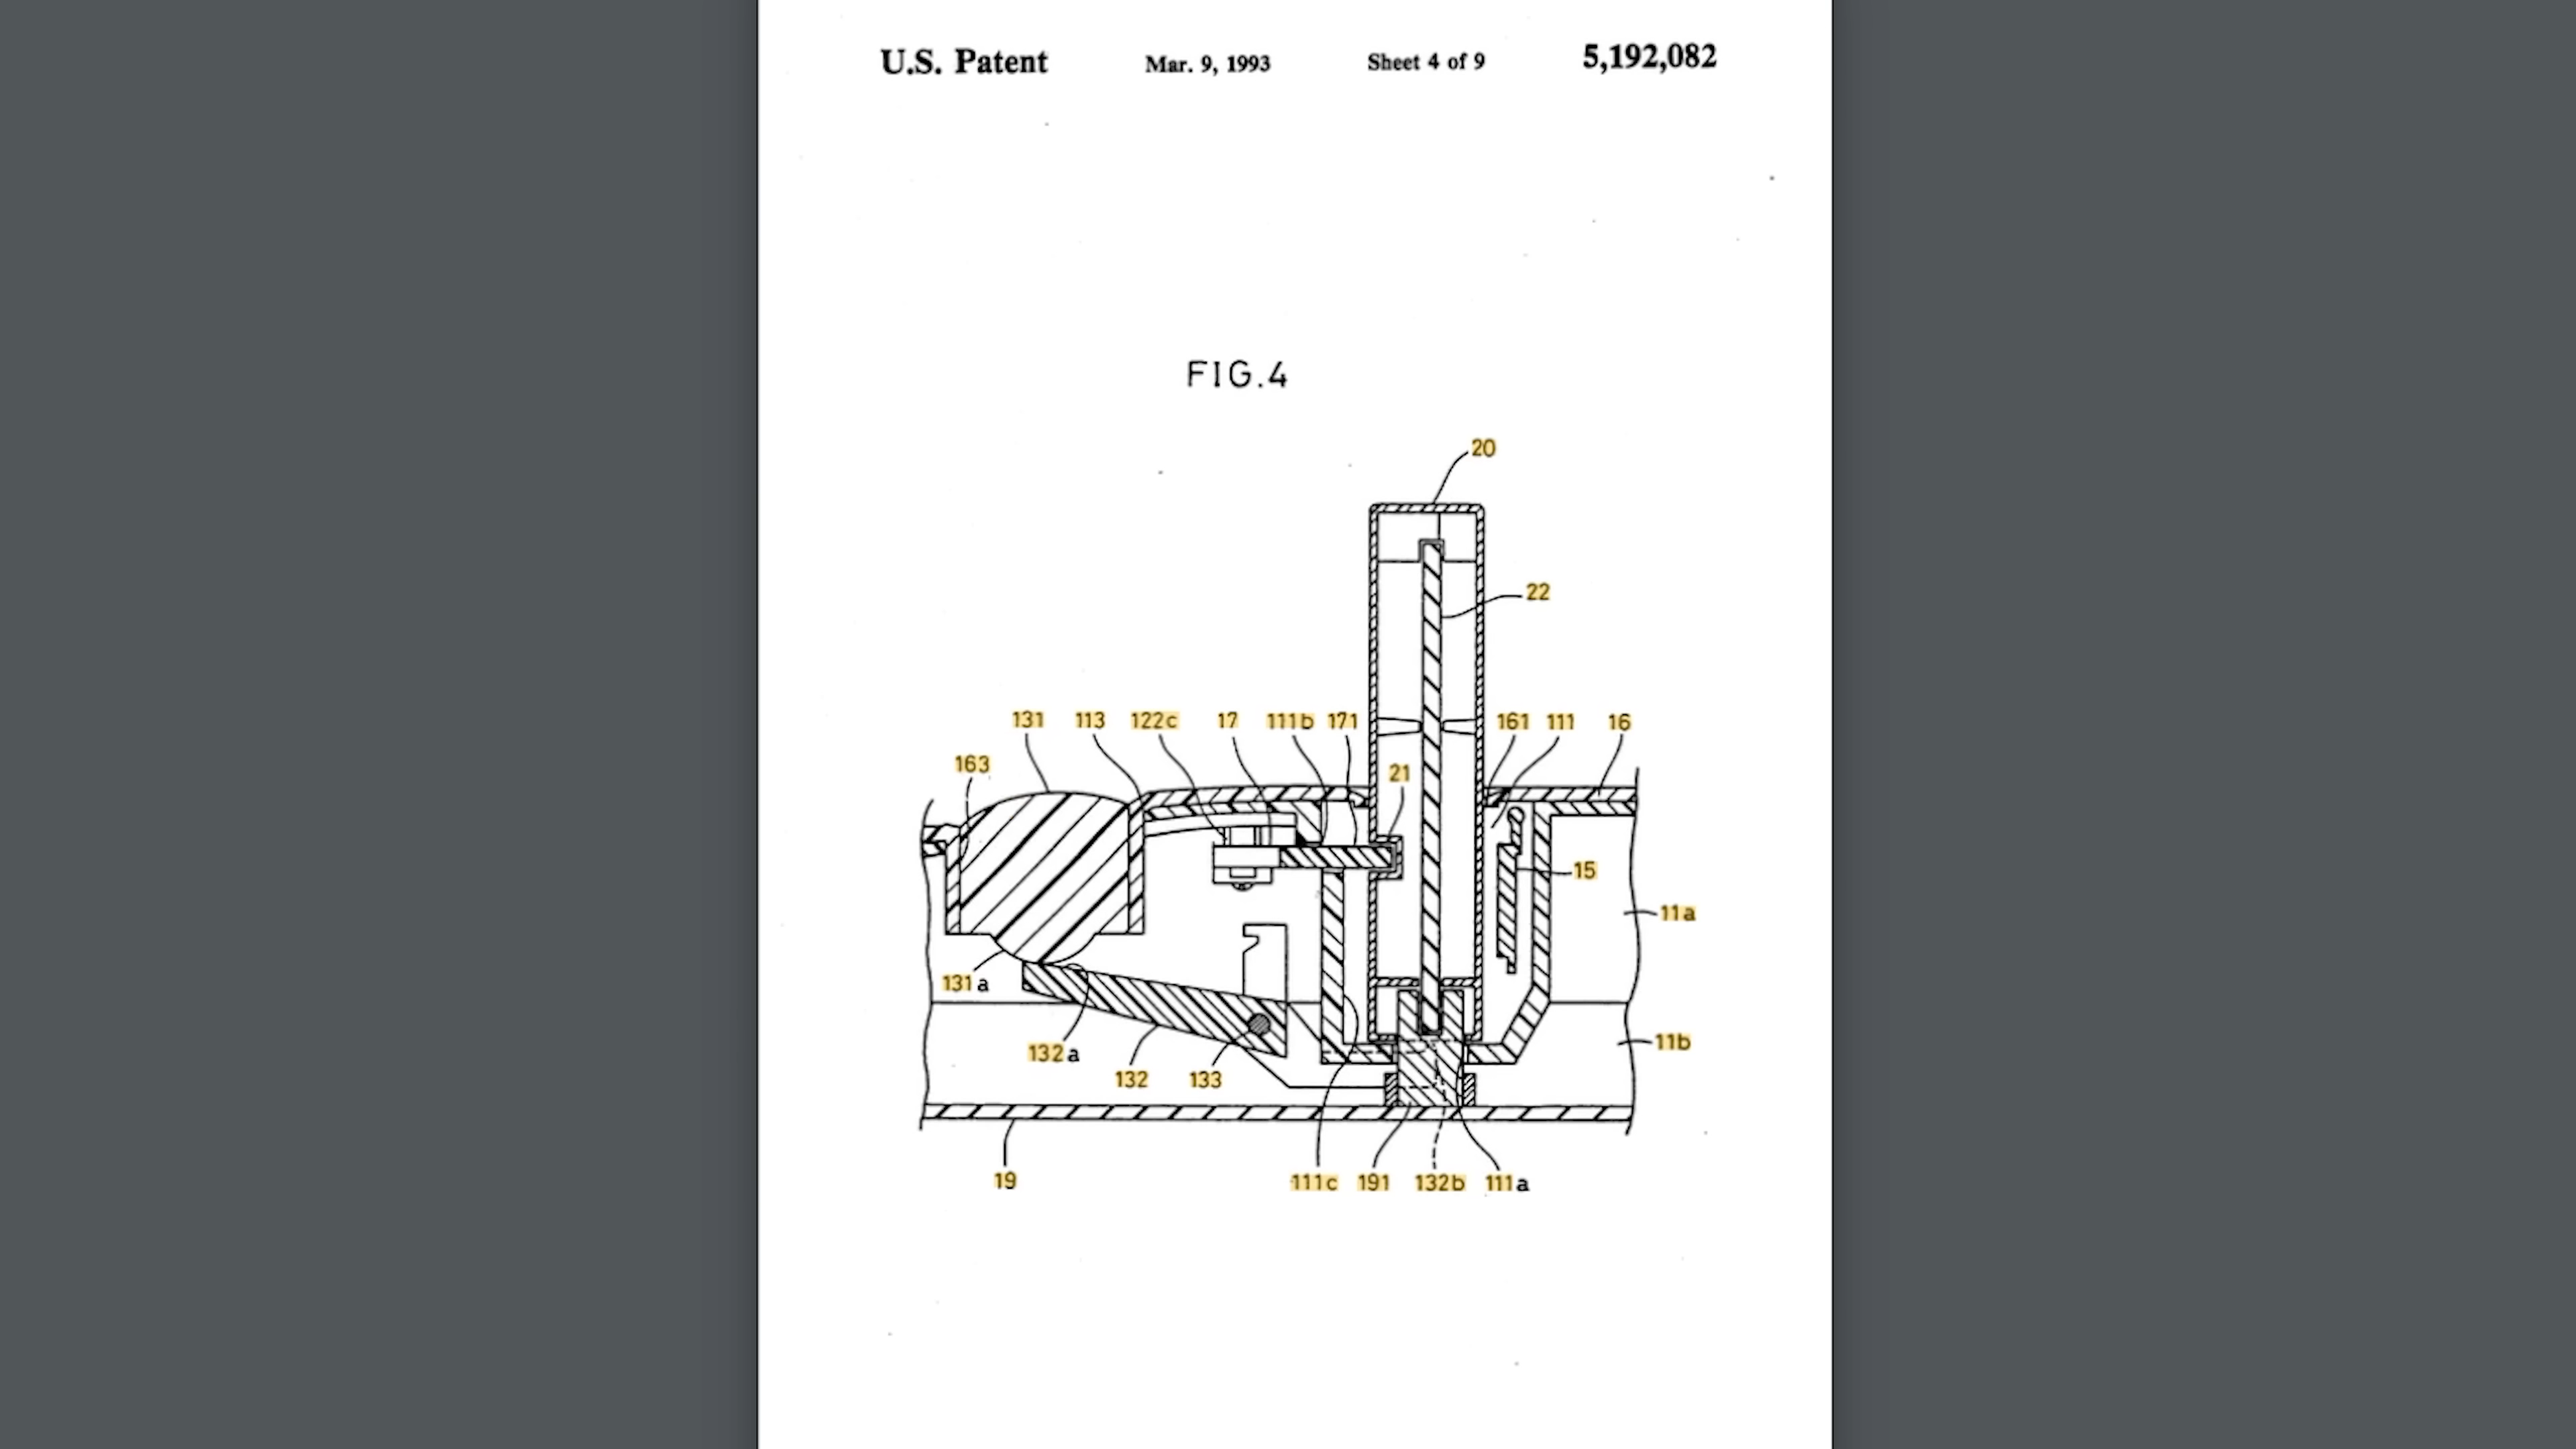 U.S. Patent Mar. 9, 1993 Sheet 4 of 9 5,192,082
FIG.4
20
22
131 113 122c 17 111b 171 161 111 16
163
21
15
11a
131a
11b
132a
132 133
19 111c 191 132b 111a